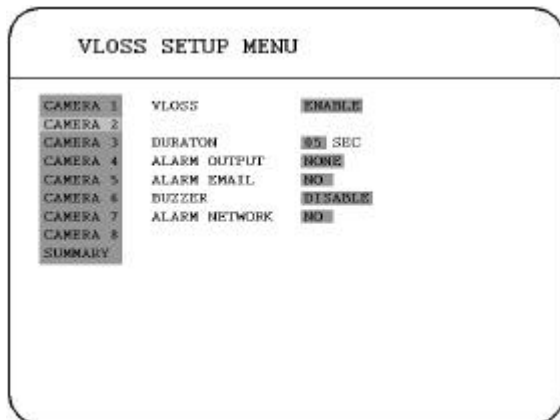 VLOSS SETUP MENU
CAMERA 1 VLOSS ENABLE
CAMERA 2
CAMERA 3 DURATON 05 SEC
CAMERA 4 ALARM OUTPUT NONE
CAMERA 5 ALARM EMAIL NO
CAMERA 6 BUZZER DISABLE
CAMERA 7 ALARM NETWORK NO
CAMERA 8
SUMMARY